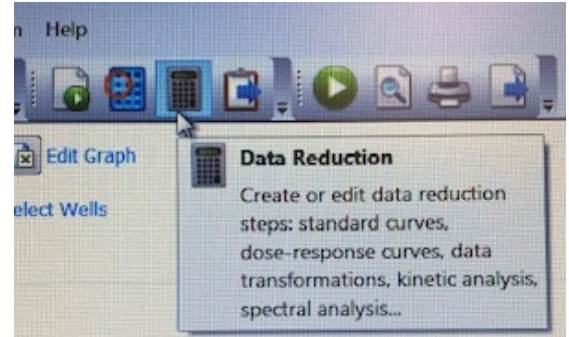 Help
Edit Graph
elect Wells
Data Reduction
Create or edit data reduction
steps: standard curves,
dose-response curves, data
transformations, kinetic analysis,
spectral analysis...